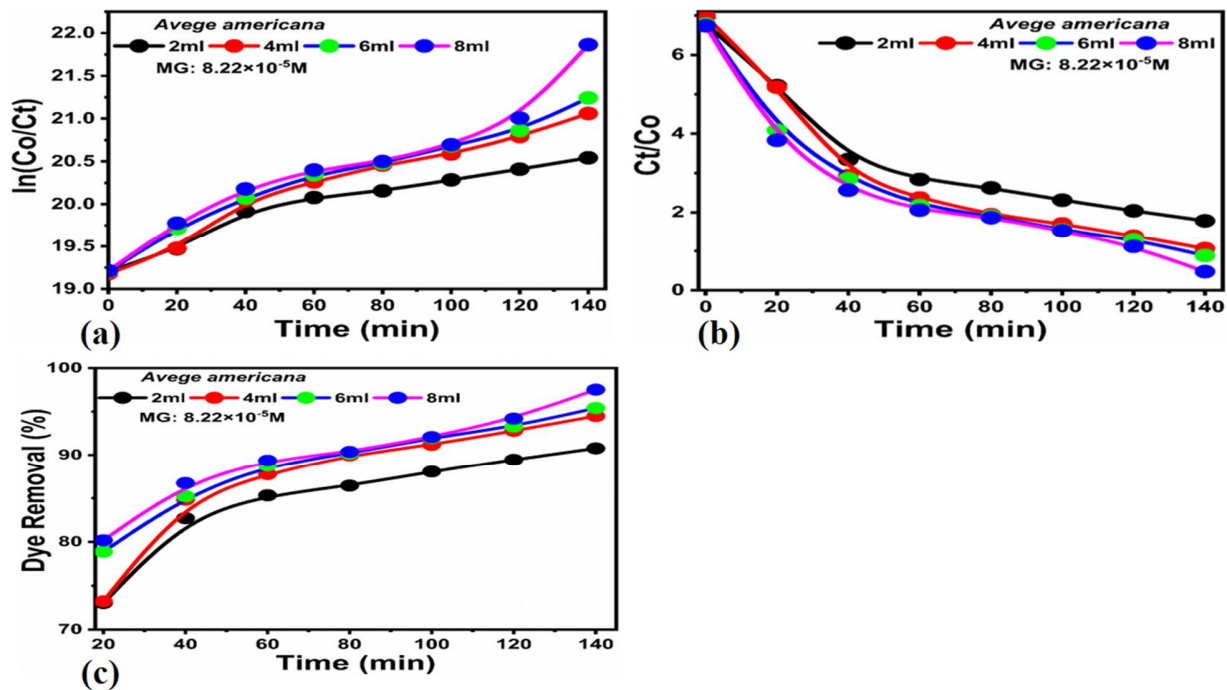 Avege americana
2ml 4ml 6ml 8ml
MG: 8.22×10⁻⁵M
ln(Co/Ct)
22.0
21.5
21.0
20.5
20.0
19.5
19.0
0 20 40 60 80 100 120 140
Time (min)
(a)
Avege americana
2ml 4ml 6ml 8ml
MG: 8.22×10⁻⁵M
Ct/Co
6
4
2
0
0 20 40 60 80 100 120 140
Time (min)
(b)
Avege americana
2ml 4ml 6ml 8ml
MG: 8.22×10⁻⁵M
Dye Removal (%)
100
90
80
70
20 40 60 80 100 120 140
Time (min)
(c)